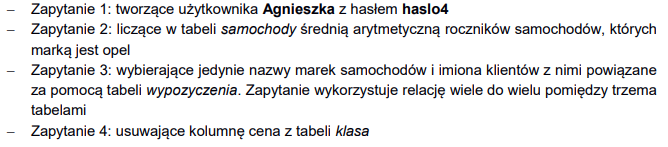 – Zapytanie 1: tworzące użytkownika Agnieszka z hasłem haslo4
– Zapytanie 2: liczące w tabeli samochody średnią arytmetyczną roczników samochodów, których
marką jest opel
– Zapytanie 3: wybierające jedynie nazwy marek samochodów i imiona klientów z nimi powiązane
za pomocą tabeli wypozyczenia. Zapytanie wykorzystuje relację wiele do wielu pomiędzy trzema
tabelami
– Zapytanie 4: usuwające kolumnę cena z tabeli klasa